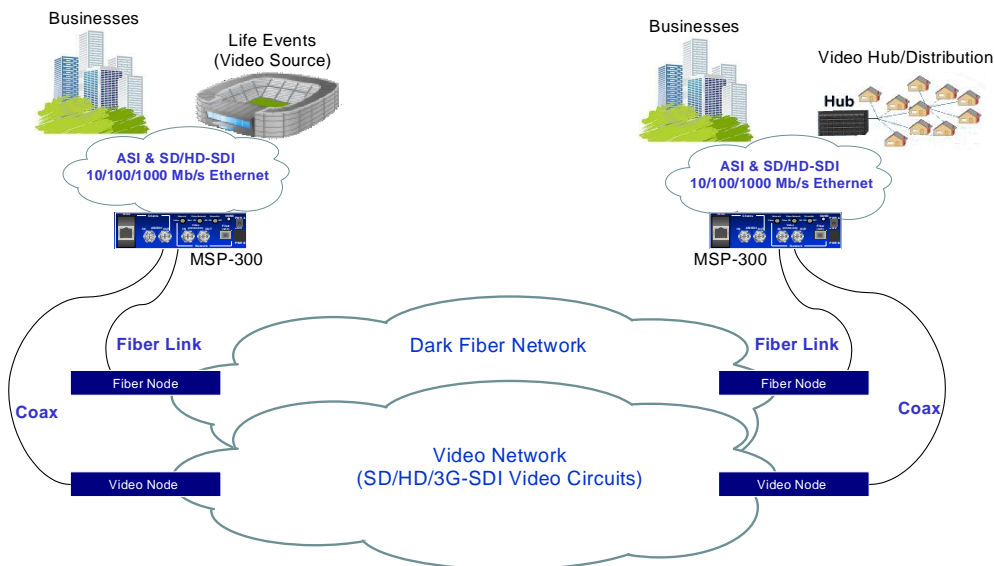 Businesses
Life Events
(Video Source)
ASI & SD/HD-SDI
10/100/1000 Mb/s Ethernet
MSP-300
Businesses
Video Hub/Distribution
Hub
ASI & SD/HD-SDI
10/100/1000 Mb/s Ethernet
MSP-300
Fiber Link
Dark Fiber Network
Fiber Link
Fiber Node
Fiber Node
Coax
Coax
Video Network
(SD/HD/3G-SDI Video Circuits)
Video Node
Video Node